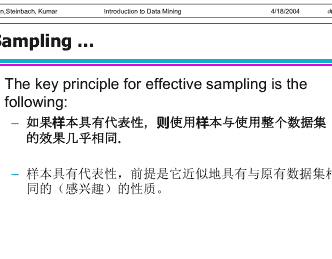 n,Steinbach, Kumar Introduction to Data Mining 4/18/2004
Sampling …
The key principle for effective sampling is the
following:
– 如果样本具有代表性，则使用样本与使用整个数据集
的效果几乎相同.
– 样本具有代表性，前提是它近似地具有与原有数据集相
同的（感兴趣）的性质。